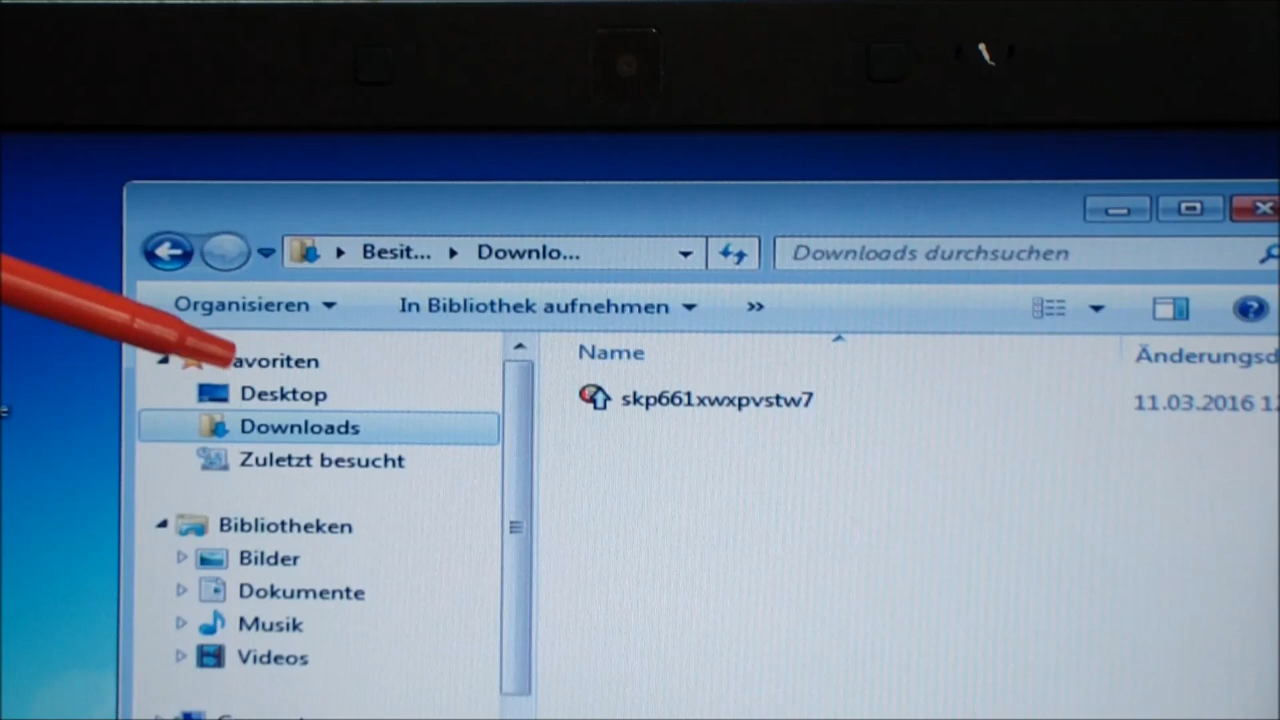 Besit... Downlo...
Downloads durchsuchen
Organisieren
In Bibliothek aufnehmen
»
?
avoriten
Desktop
Downloads
Zuletzt besucht
Bibliotheken
Bilder
Dokumente
Musik
Videos
Name
Änderungsd
skp661xwxpvstw7
11.03.2016 1